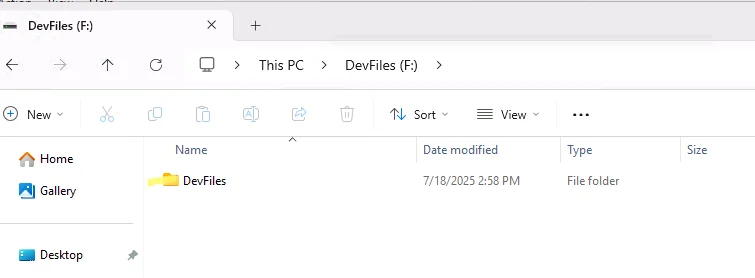 DevFiles (F:)
This PC > DevFiles (F:) >
New Sort View ...
Name Date modified Type Size
Home
DevFiles 7/18/2025 2:58 PM File folder
Gallery
Desktop